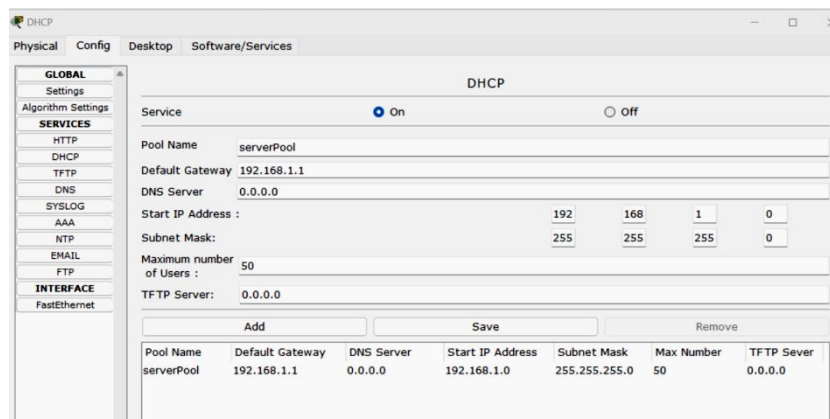 DHCP
Physical Config Desktop Software/Services
GLOBAL
Settings
Algorithm Settings
SERVICES
HTTP
DHCP
TFTP
DNS
SYSLOG
AAA
NTP
EMAIL
FTP
INTERFACE
FastEthernet
DHCP
Service On Off
Pool Name serverPool
Default Gateway 192.168.1.1
DNS Server 0.0.0.0
Start IP Address : 192 168 1 0
Subnet Mask: 255 255 255 0
Maximum number
of Users : 50
TFTP Server: 0.0.0.0
Add Save Remove
Pool Name Default Gateway DNS Server Start IP Address Subnet Mask Max Number TFTP Sever
serverPool 192.168.1.1 0.0.0.0 192.168.1.0 255.255.255.0 50 0.0.0.0